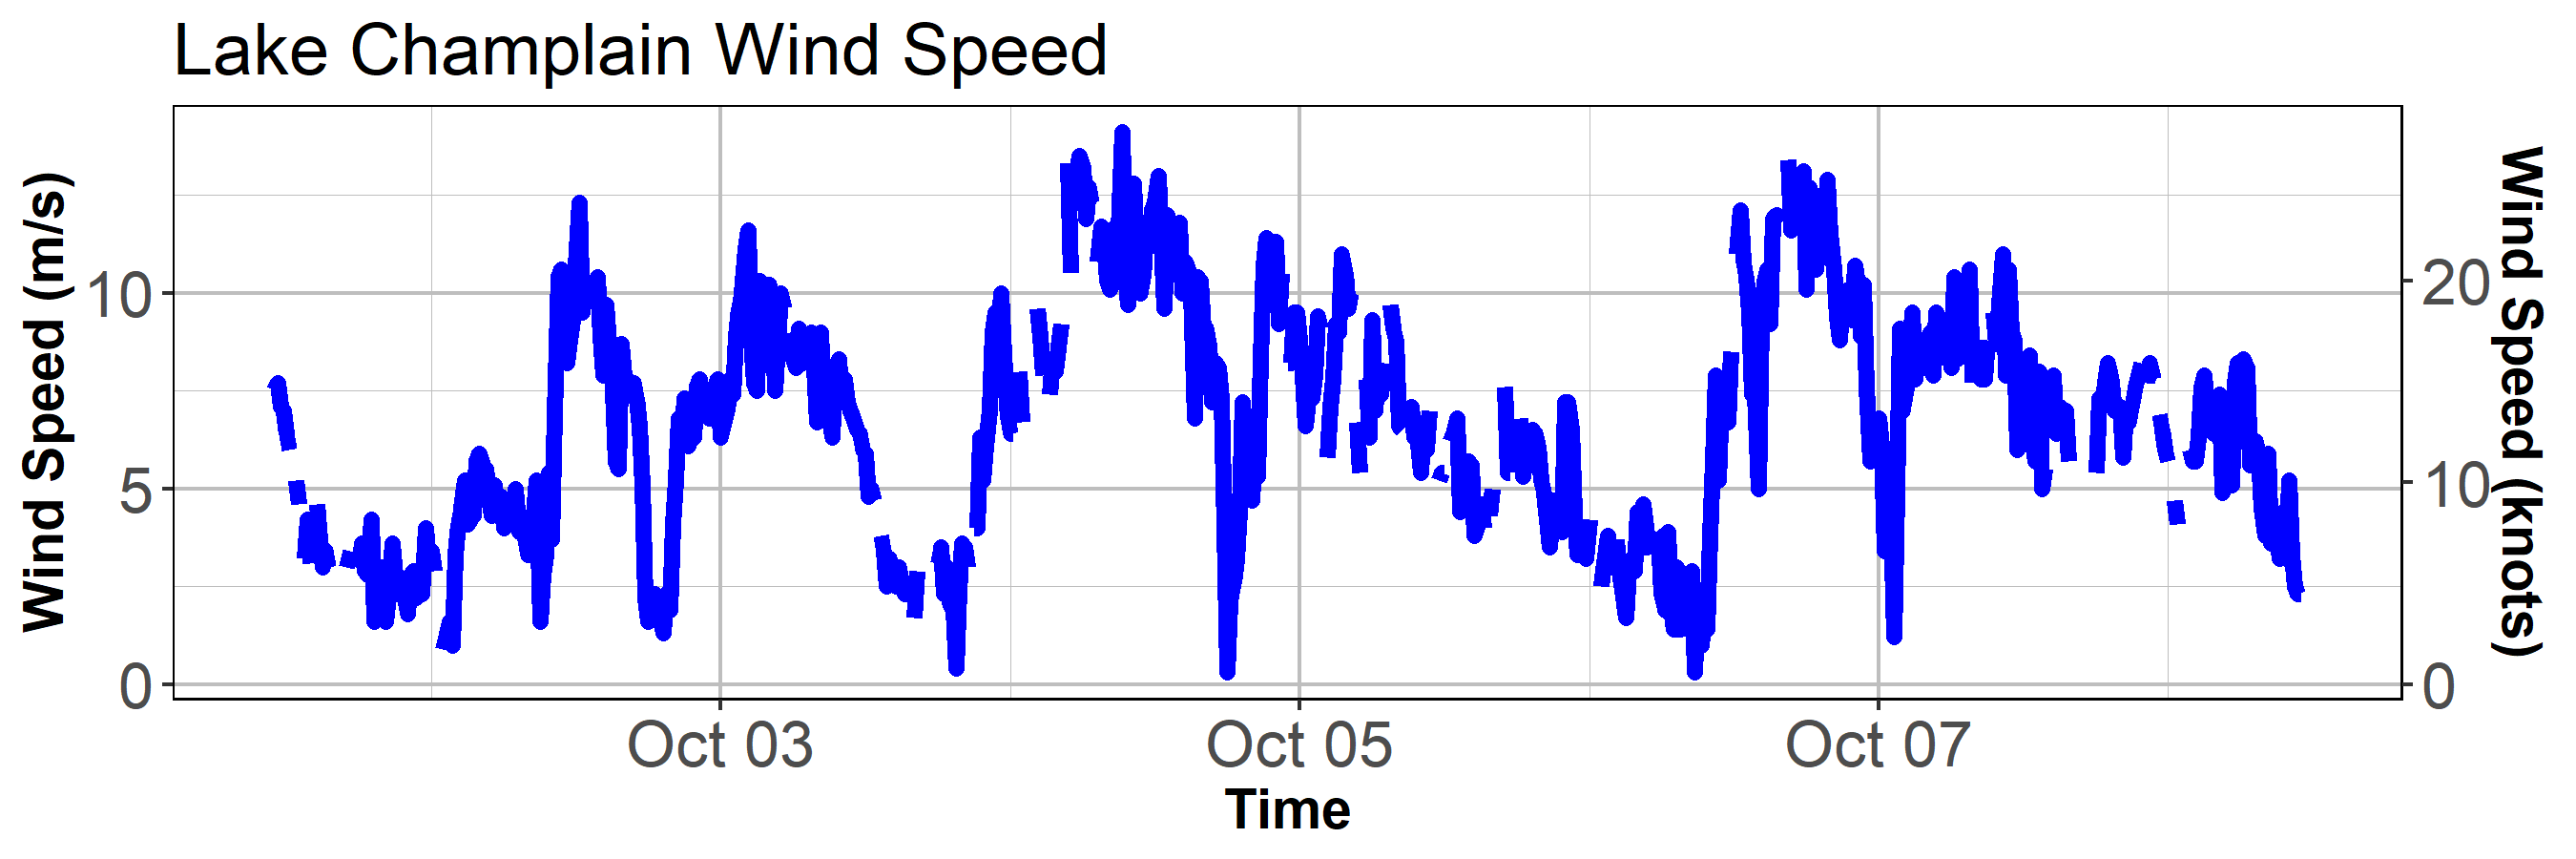 Lake Champlain Wind Speed
Wind Speed (m/s)
10
5
0
20
10
0
Wind Speed (knots)
Oct 03
Oct 05
Oct 07
Time